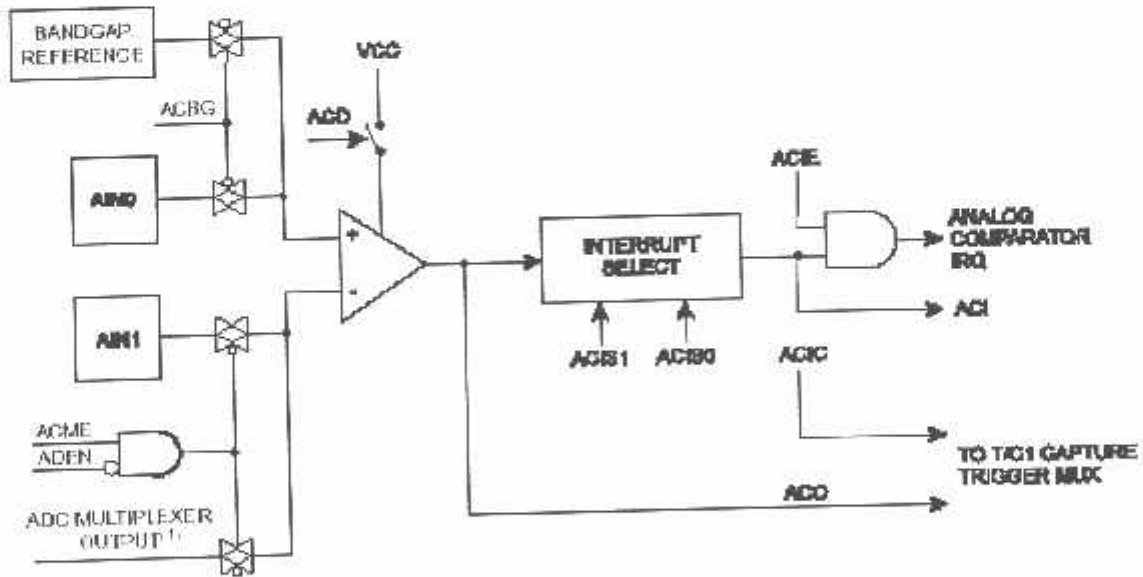 BANDGAP
REFERENCE
VCC
ACBG
ACD
ACIE
AIN0
+
INTERRUPT
SELECT
ANALOG
COMPARATOR
IRQ
-
AIN1
ACI
ACIS1
ACIS0
ACIC
ACME
ADEN
TO T/C1 CAPTURE
TRIGGER MUX
ACO
ADC MULTIPLEXER
OUTPUT 1)